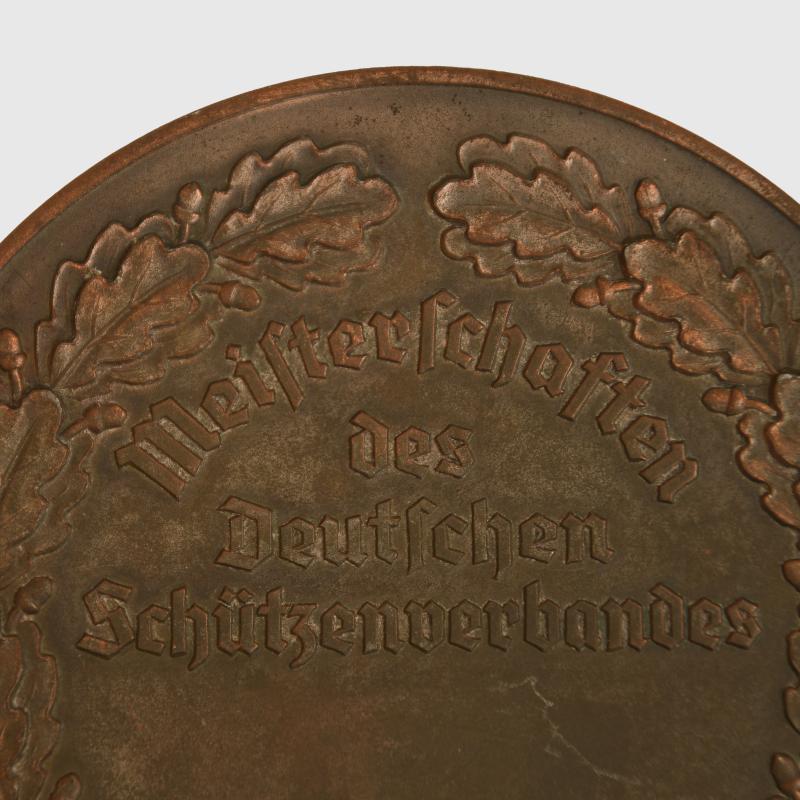 Meiſterſchaften
des
Deutſchen
Schützenverbandes